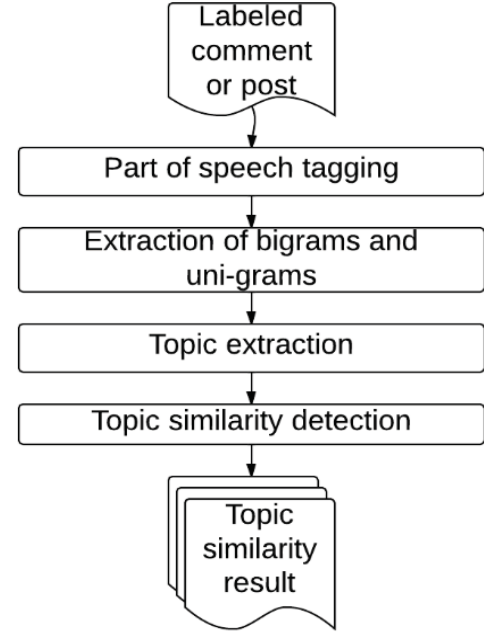 Labeled
comment
or post
Part of speech tagging
Extraction of bigrams and
uni-grams
Topic extraction
Topic similarity detection
Topic
similarity
result